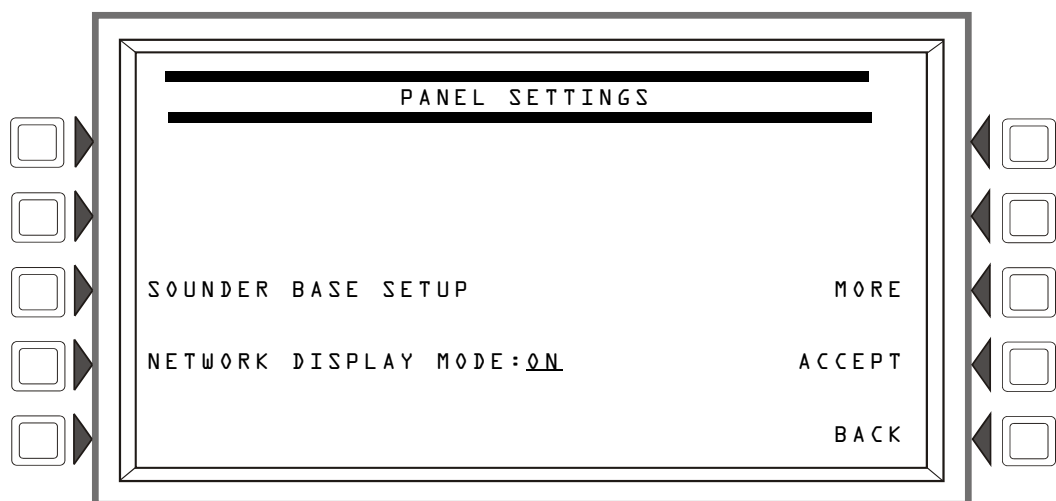 PANEL SETTINGS
SOUNDER BASE SETUP
MORE
NETWORK DISPLAY MODE:ON
ACCEPT
BACK